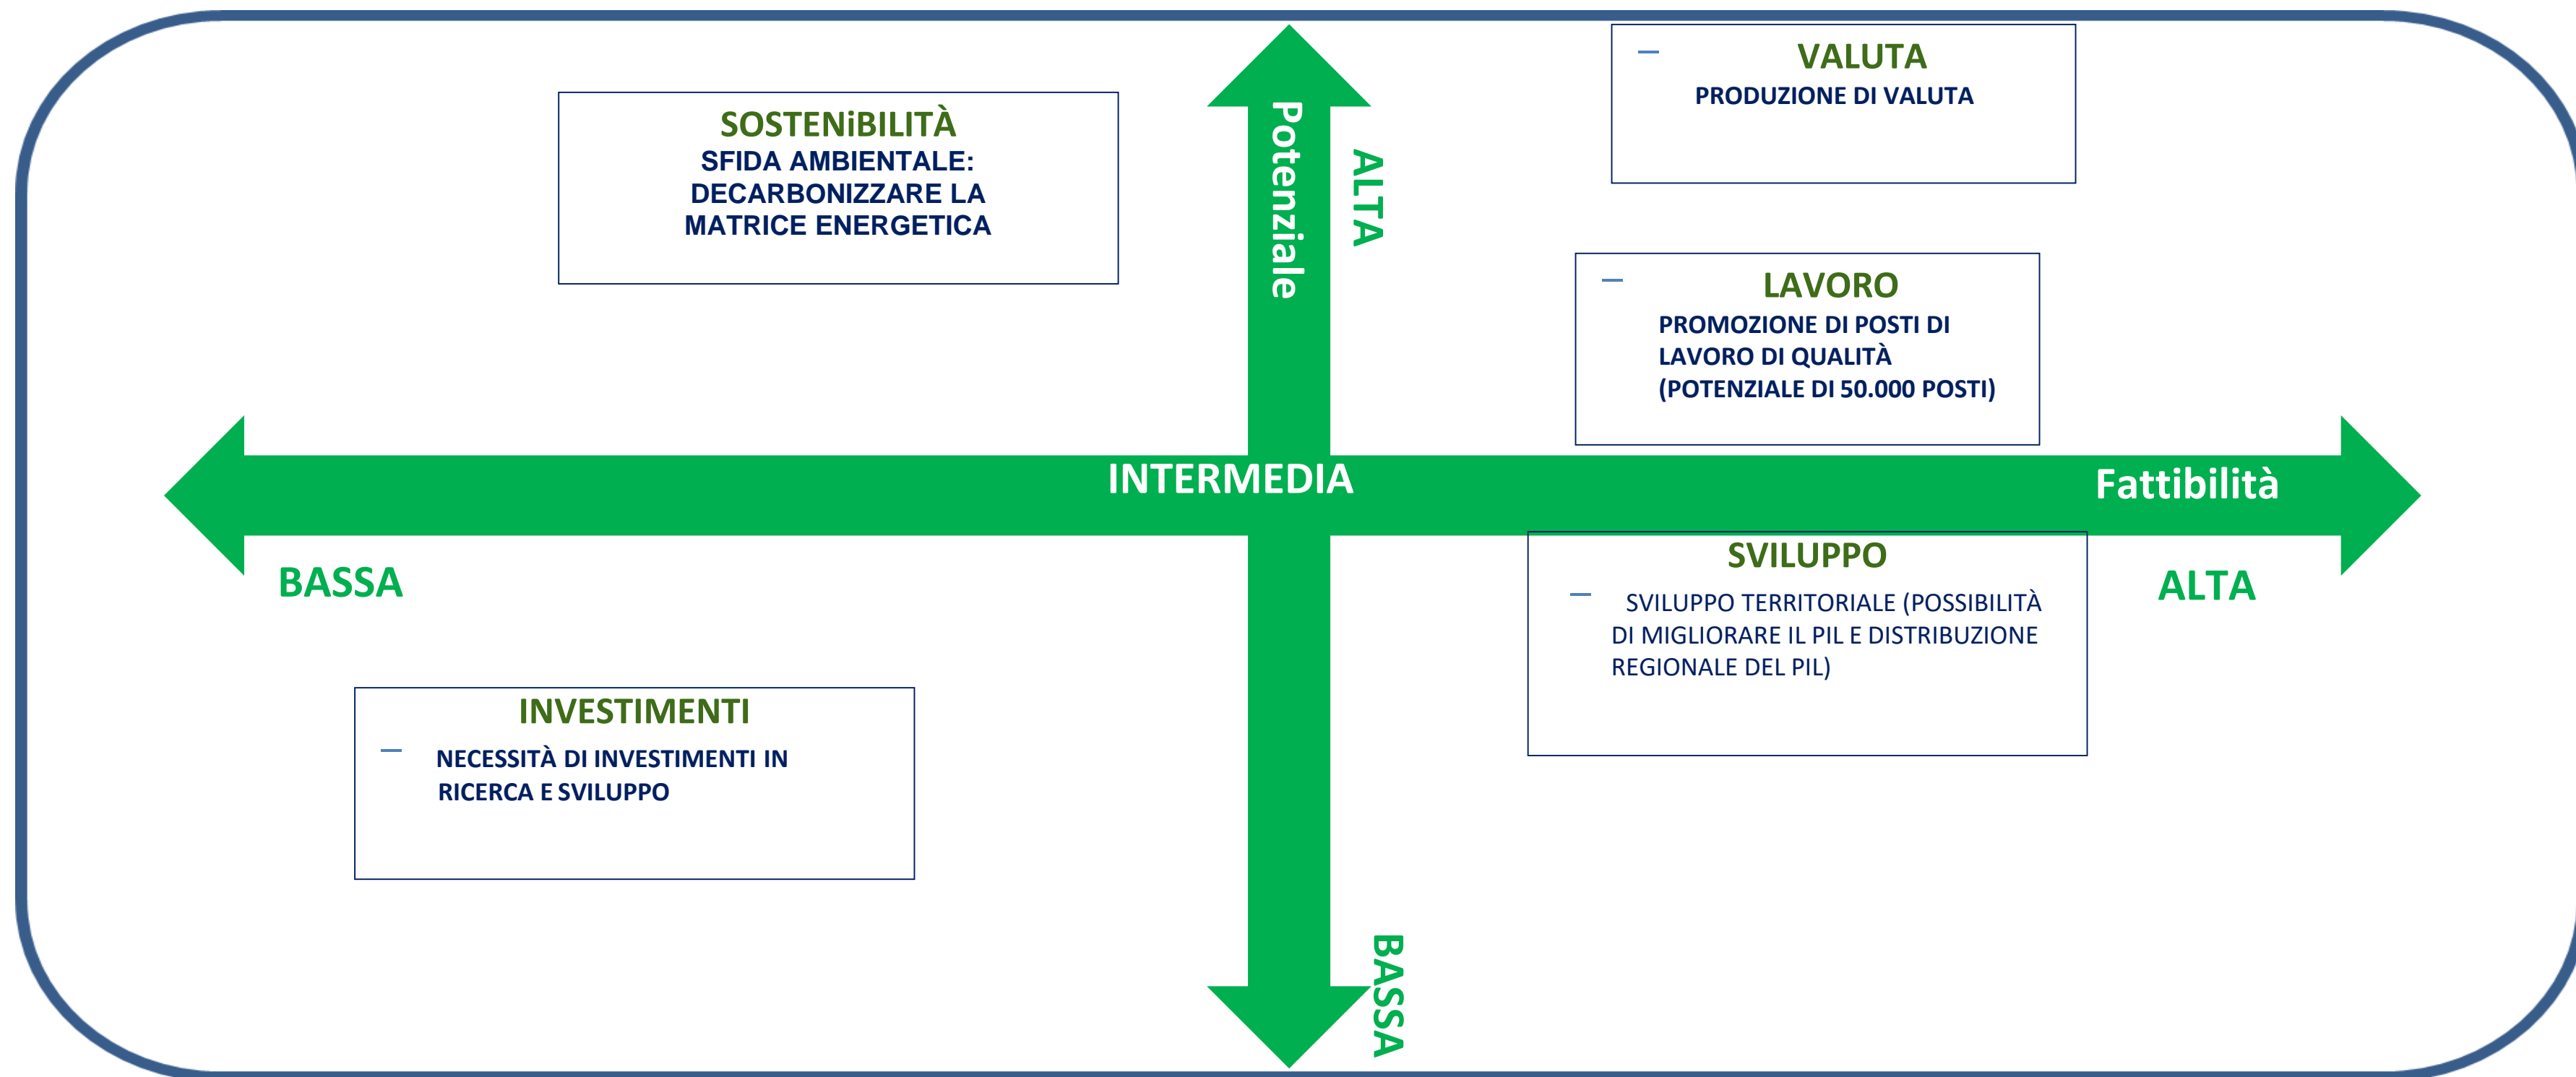 VALUTA
PRODUZIONE DI VALUTA
SOSTENiBILITÀ
SFIDA AMBIENTALE:
DECARBONIZZARE LA
MATRICE ENERGETICA
Potenziale
ALTA
LAVORO
PROMOZIONE DI POSTI DI
LAVORO DI QUALITÀ
(POTENZIALE DI 50.000 POSTI)
INTERMEDIA
Fattibilità
BASSA
ALTA
SVILUPPO
SVILUPPO TERRITORIALE (POSSIBILITÀ
DI MIGLIORARE IL PIL E DISTRIBUZIONE
REGIONALE DEL PIL)
INVESTIMENTI
NECESSITÀ DI INVESTIMENTI IN
RICERCA E SVILUPPO
BASSA